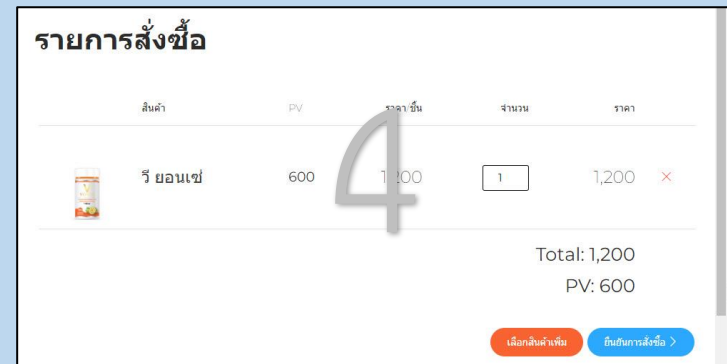 รายการสั่งซื้อ
สินค้า PV ราคา/ชิ้น จำนวน ราคา
วี ยอนเซ่ 600 1,200 1 1,200 ×
4
Total: 1,200
PV: 600
เลือกสินค้าเพิ่ม ยืนยันการสั่งซื้อ >